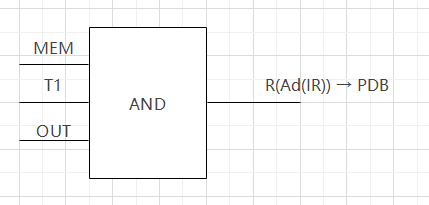 MEM
T1
OUT
AND
R(Ad(IR)) → PDB